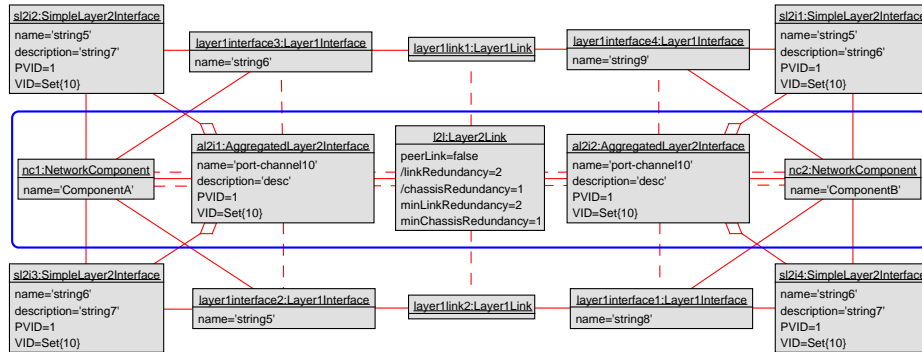 sl2i2:SimpleLayer2Interface
name='string5'
description='string7'
PVID=1
VID=Set{10}
layer1interface3:Layer1Interface
name='string6'
layer1link1:Layer1Link
layer1interface4:Layer1Interface
name='string9'
sl2i1:SimpleLayer2Interface
name='string5'
description='string6'
PVID=1
VID=Set{10}
nc1:NetworkComponent
name='ComponentA'
al2i1:AggregatedLayer2Interface
name='port-channel10'
description='desc'
PVID=1
VID=Set{10}
l2l:Layer2Link
peerLink=false
/linkRedundancy=2
/chassisRedundancy=1
minLinkRedundancy=2
minChassisRedundancy=1
al2i2:AggregatedLayer2Interface
name='port-channel10'
description='desc'
PVID=1
VID=Set{10}
nc2:NetworkComponent
name='ComponentB'
sl2i3:SimpleLayer2Interface
name='string6'
description='string7'
PVID=1
VID=Set{10}
layer1interface2:Layer1Interface
name='string5'
layer1link2:Layer1Link
layer1interface1:Layer1Interface
name='string8'
sl2i4:SimpleLayer2Interface
name='string6'
description='string7'
PVID=1
VID=Set{10}